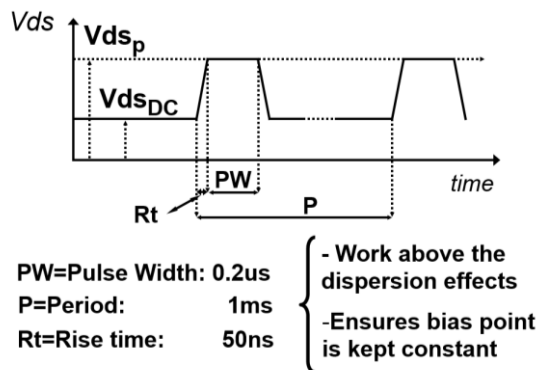 Vds
Vdsp
VdsDC
PW
time
Rt
P
PW=Pulse Width: 0.2us
P=Period: 1ms
Rt=Rise time: 50ns
- Work above the
dispersion effects
-Ensures bias point
is kept constant